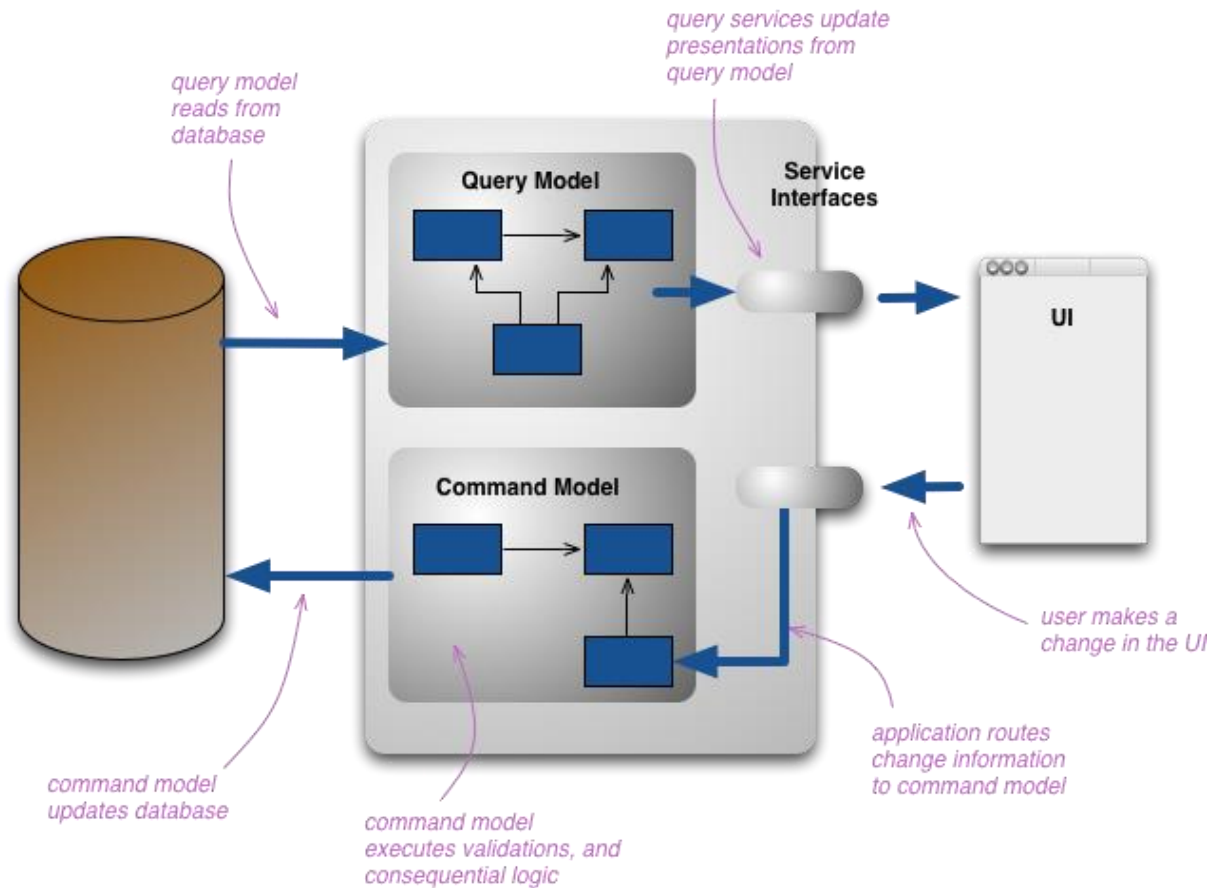 query services update
presentations from
query model
query model
reads from
database
Query Model
Service
Interfaces
UI
Command Model
user makes a
change in the UI
application routes
change information
to command model
command model
updates database
command model
executes validations, and
consequential logic